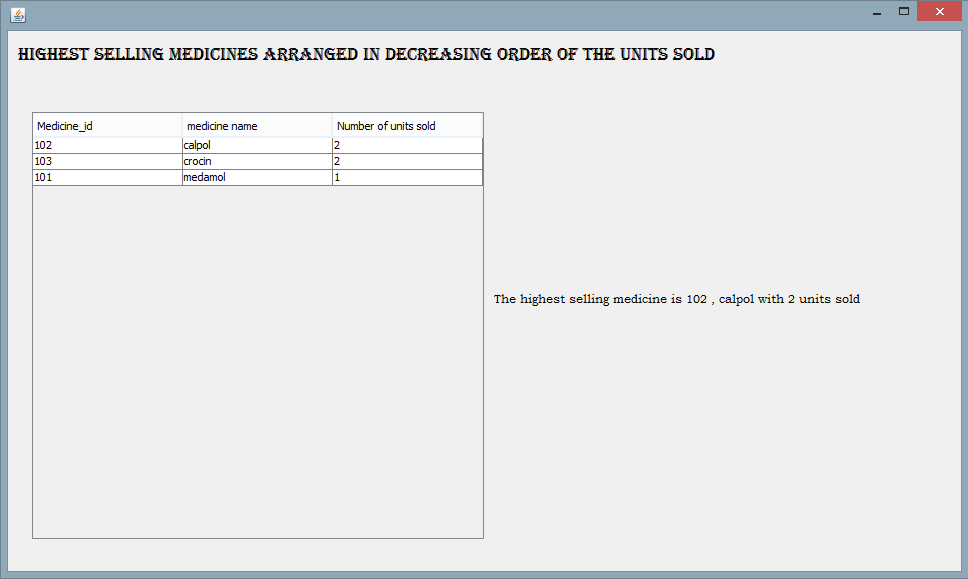 HIGHEST SELLING MEDICINES ARRANGED IN DECREASING ORDER OF THE UNITS SOLD
Medicine_id medicine name Number of units sold
102 calpol 2
103 crocin 2
101 medamol 1
The highest selling medicine is 102 , calpol with 2 units sold